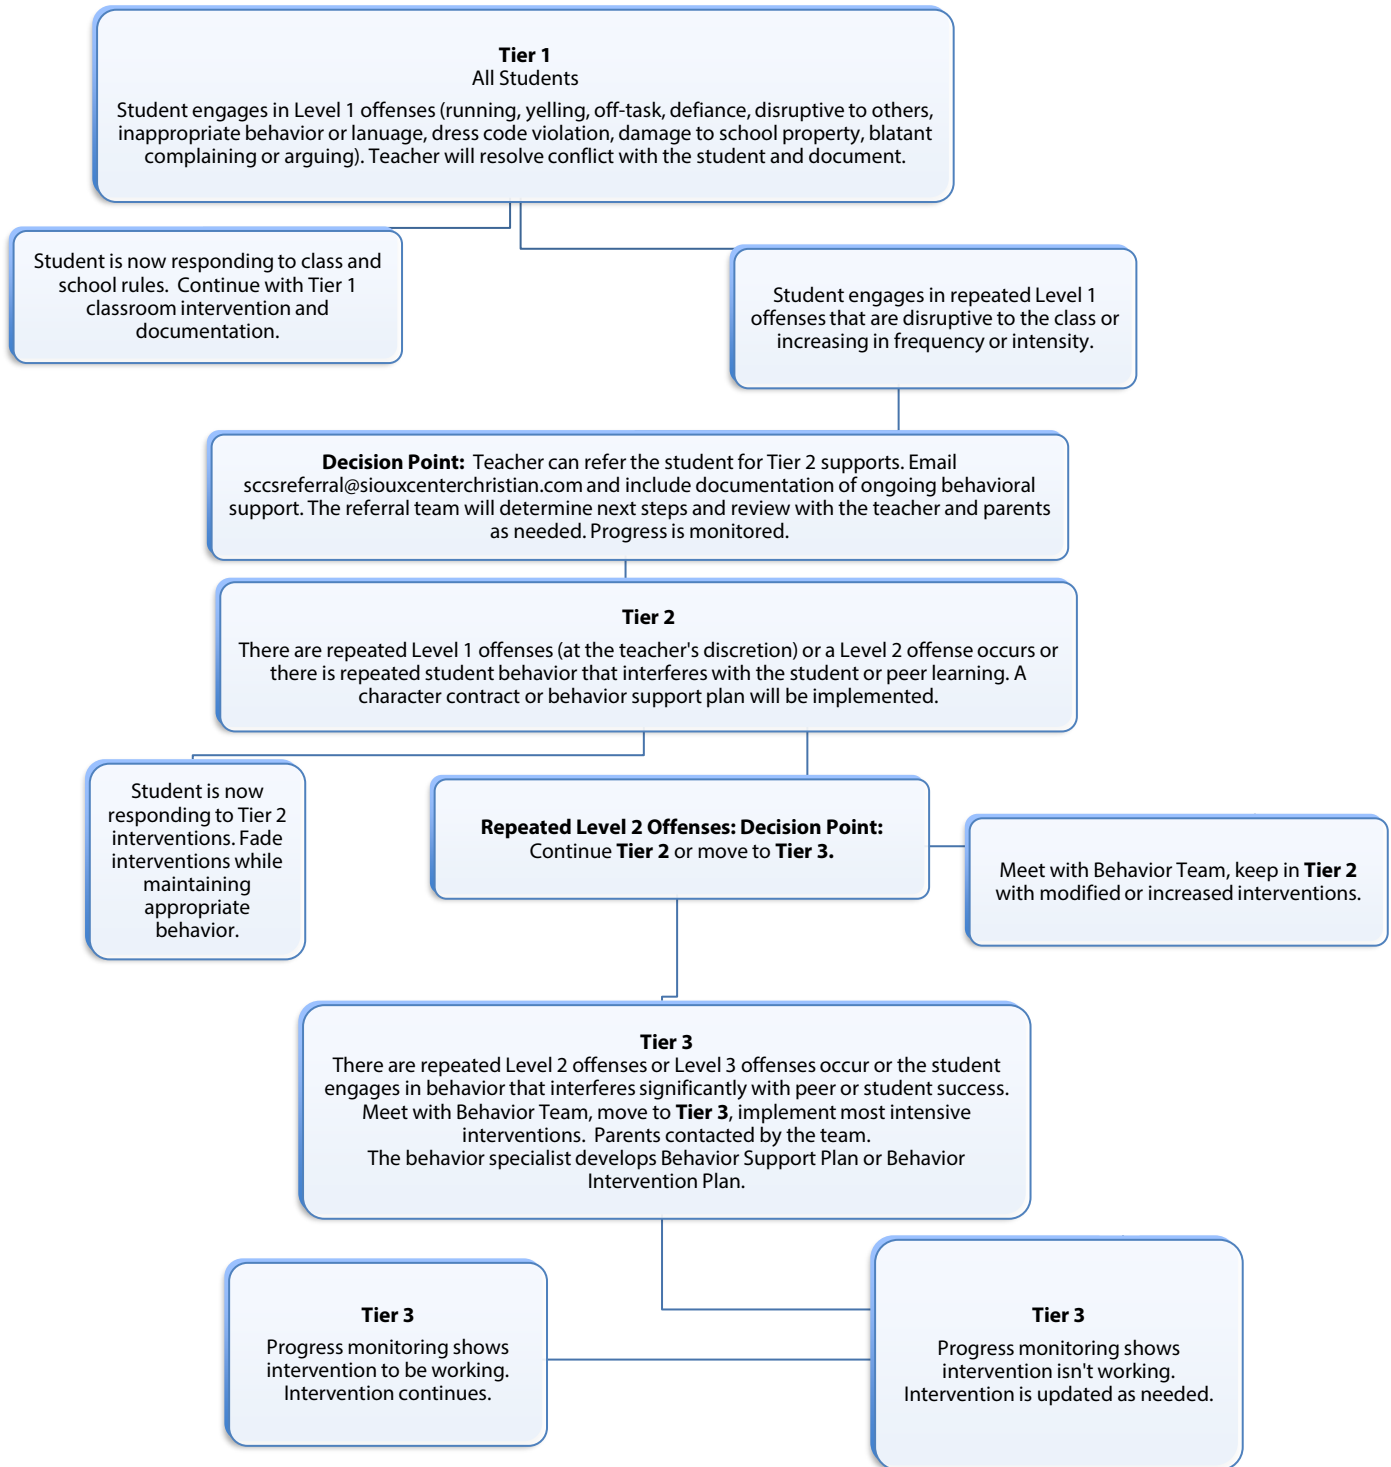 Tier 1
All Students
Student engages in Level 1 offenses (running, yelling, off-task, defiance, disruptive to others,
inappropriate behavior or lanuage, dress code violation, damage to school property, blatant
complaining or arguing). Teacher will resolve conflict with the student and document.
Student is now responding to class and
school rules. Continue with Tier 1
classroom intervention and
documentation.
Student engages in repeated Level 1
offenses that are disruptive to the class or
increasing in frequency or intensity.
Decision Point: Teacher can refer the student for Tier 2 supports. Email
sccsreferral@siouxcenterchristian.com and include documentation of ongoing behavioral
support. The referral team will determine next steps and review with the teacher and parents
as needed. Progress is monitored.
Tier 2
There are repeated Level 1 offenses (at the teacher's discretion) or a Level 2 offense occurs or
there is repeated student behavior that interferes with the student or peer learning. A
character contract or behavior support plan will be implemented.
Student is now
responding to Tier 2
interventions. Fade
interventions while
maintaining
appropriate
behavior.
Repeated Level 2 Offenses: Decision Point:
Continue Tier 2 or move to Tier 3.
Meet with Behavior Team, keep in Tier 2
with modified or increased interventions.
Tier 3
There are repeated Level 2 offenses or Level 3 offenses occur or the student
engages in behavior that interferes significantly with peer or student success.
Meet with Behavior Team, move to Tier 3, implement most intensive
interventions. Parents contacted by the team.
The behavior specialist develops Behavior Support Plan or Behavior
Intervention Plan.
Tier 3
Progress monitoring shows
intervention to be working.
Intervention continues.
Tier 3
Progress monitoring shows
intervention isn't working.
Intervention is updated as needed.